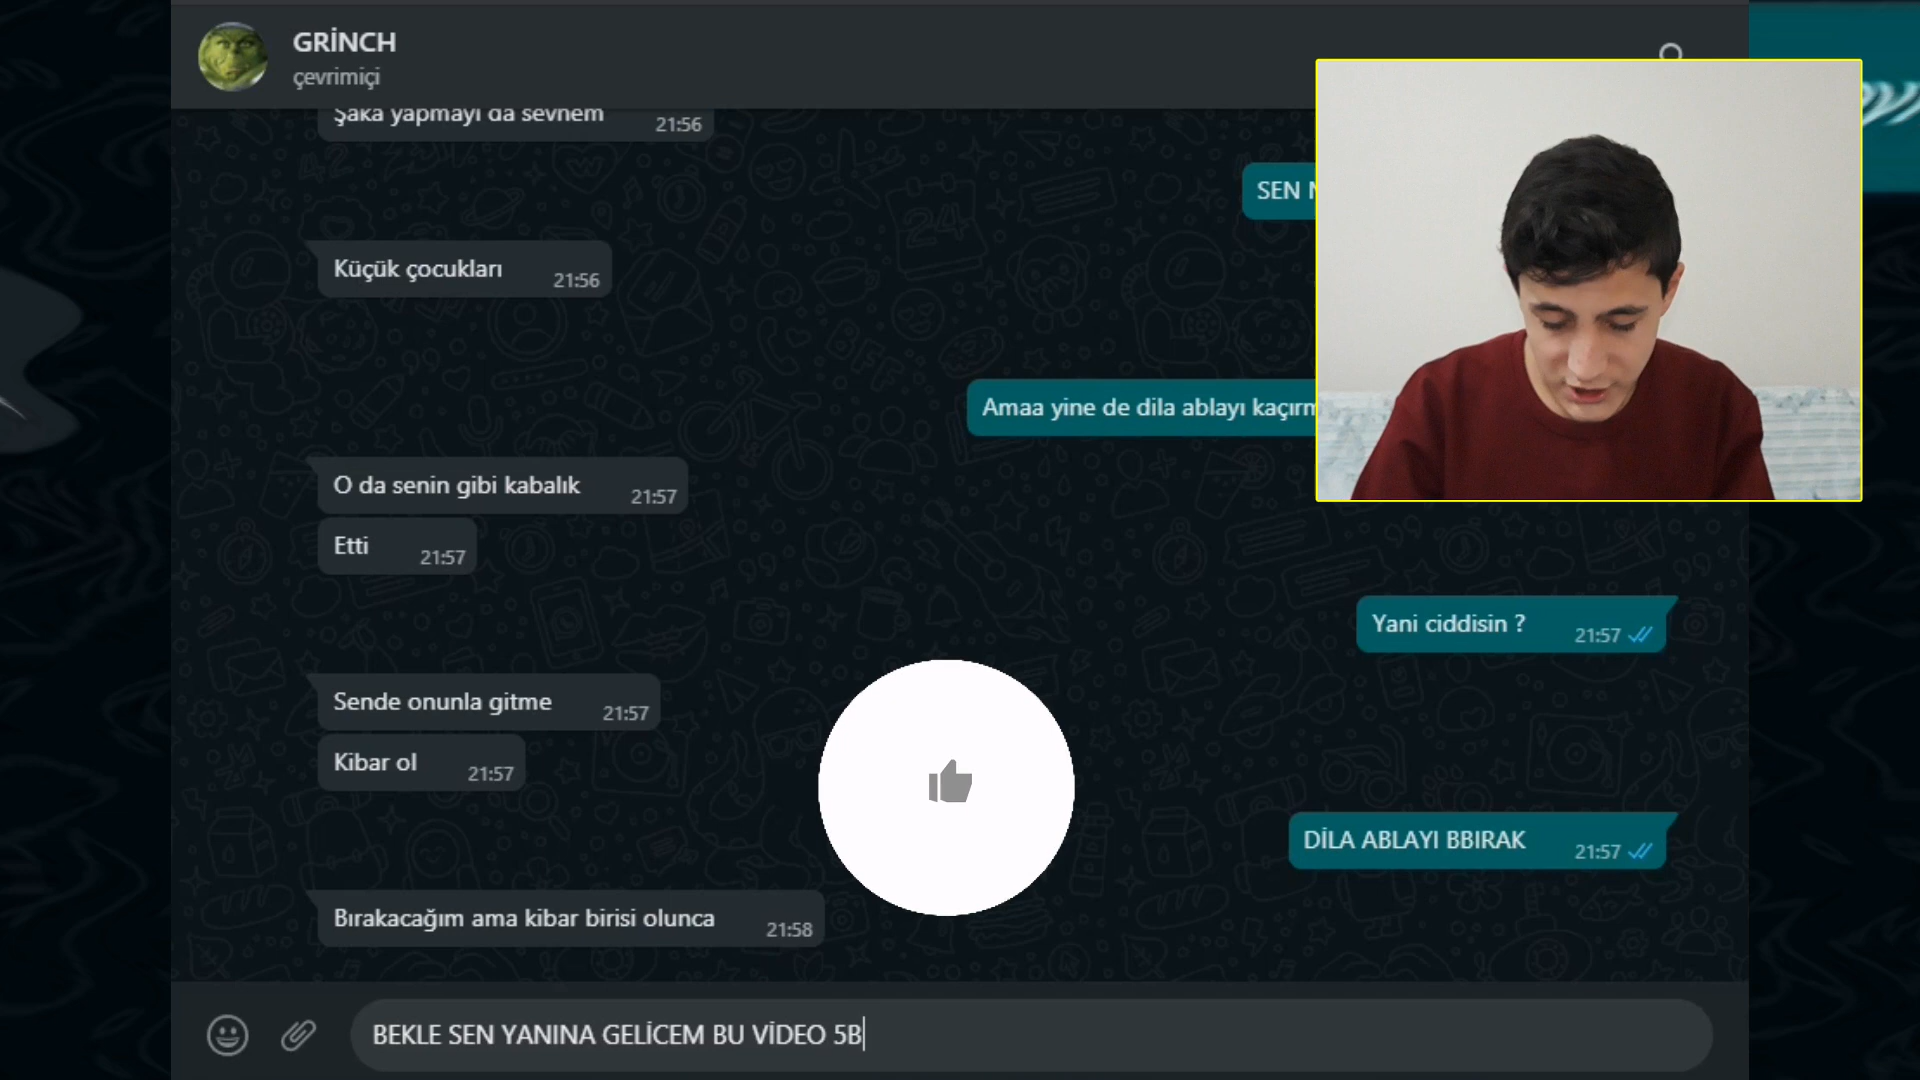 GRİNCH
çevrimiçi
Şaka yapmayı da sevnem 21:56
SEN
Küçük çocukları 21:56
Amaa yine de dila ablayı
O da senin gibi kabalık 21:57
Etti 21:57
Yani ciddisin ? 21:57
Sende onunla gitme 21:57
Kibar ol 21:57
DİLA ABLAYI BBIRAK 21:57
Bırakacağım ama kibar birisi olunca 21:58
BEKLE SEN YANINA GELİCEM BU VİDEO 5B